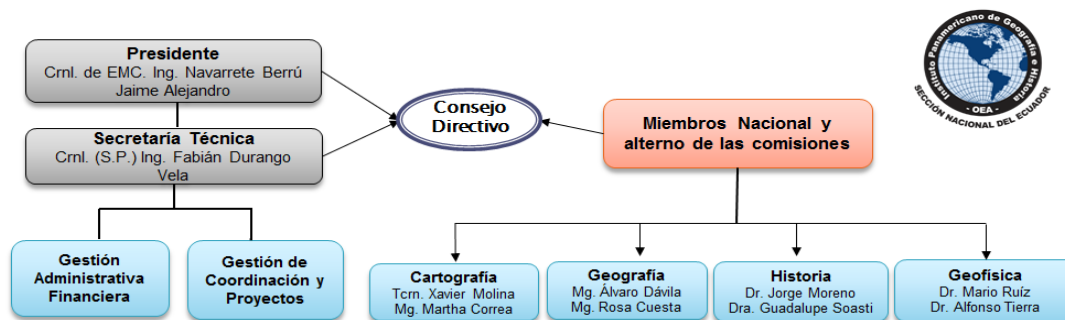 Presidente
Crnl. de EMC. Ing. Navarrete Berrú
Jaime Alejandro
Secretaría Técnica
Crnl. (S.P.) Ing. Fabián Durango
Vela
Gestión
Administrativa
Financiera
Gestión de
Coordinación y
Proyectos
Consejo
Directivo
Miembros Nacional y
alterno de las comisiones
Cartografía
Tcrn. Xavier Molina
Mg. Martha Correa
Geografía
Mg. Álvaro Dávila
Mg. Rosa Cuesta
Historia
Dr. Jorge Moreno
Dra. Guadalupe Soasti
Geofísica
Dr. Mario Ruíz
Dr. Alfonso Tierra
Instituto Panamericano de Geografía e Historia
- OEA -
SECCIÓN NACIONAL DEL ECUADOR